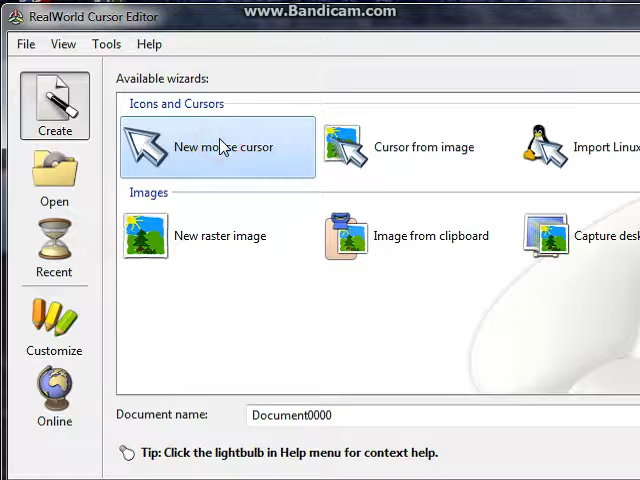 www.Bandicam.com
RealWorld Cursor Editor
File View Tools Help
Available wizards:
Icons and Cursors
New mouse cursor
Cursor from image
Import Linux
Images
New raster image
Image from clipboard
Capture desk
Create
Open
Recent
Customize
Online
Document name: Document0000
Tip: Click the lightbulb in Help menu for context help.